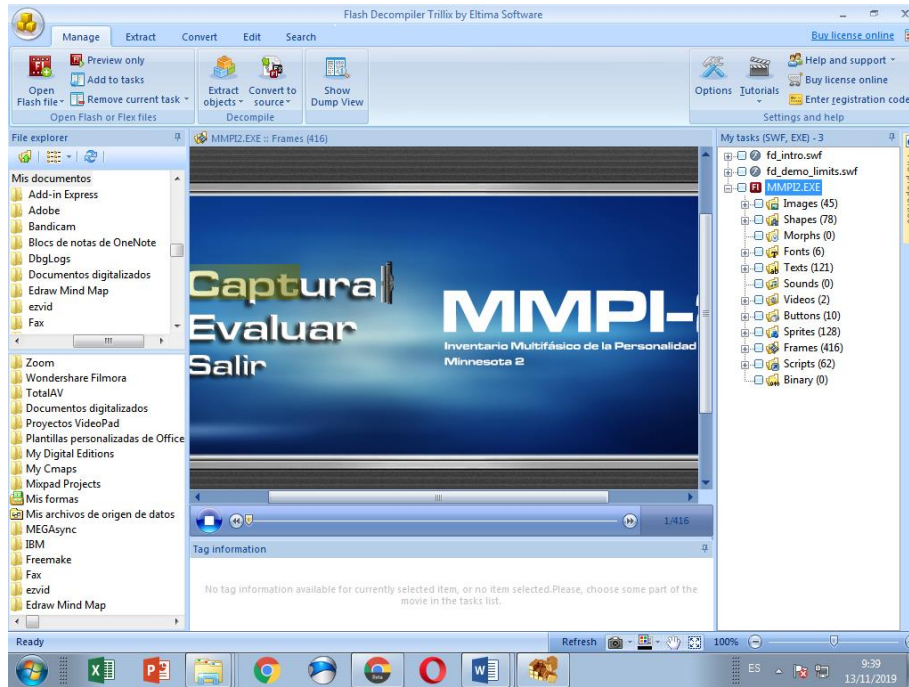 Flash Decompiler Trillix by Eltima Software
Manage Extract Convert Edit Search
Buy license online
Open Flash file
Preview only
Add to tasks
Remove current task
Open Flash or Flex files
Extract objects
Convert to source
Decompile
Show Dump View
Options
Tutorials
Help and support
Buy license online
Enter registration code
Settings and help
File explorer
Mis documentos
Add-in Express
Adobe
Bandicam
Blocs de notas de OneNote
DbgLogs
Documentos digitalizados
Edraw Mind Map
ezvid
Fax
Zoom
Wondershare Filmora
TotalAV
Documentos digitalizados
Proyectos VideoPad
Plantillas personalizadas de Office
My Digital Editions
My Cmaps
Mixpad Projects
Mis formas
Mis archivos de origen de datos
MEGAsync
IBM
Freemake
Fax
ezvid
Edraw Mind Map
MMPI2.EXE :: Frames (416)
Captura
Evaluar
Salir
MMPI-2
Inventario Multifásico de la Personalidad
Minnesota 2
1/416
Tag information
No tag information available for currently selected item, or no item selected.Please, choose some part of the
movie in the tasks list.
My tasks (SWF, EXE) - 3
fd_intro.swf
fd_demo_limits.swf
MMPI2.EXE
Images (45)
Shapes (78)
Morphs (0)
Fonts (6)
Texts (121)
Sounds (0)
Videos (2)
Buttons (10)
Sprites (128)
Frames (416)
Scripts (62)
Binary (0)
Ready
Refresh
100%
ES
9:39
13/11/2019